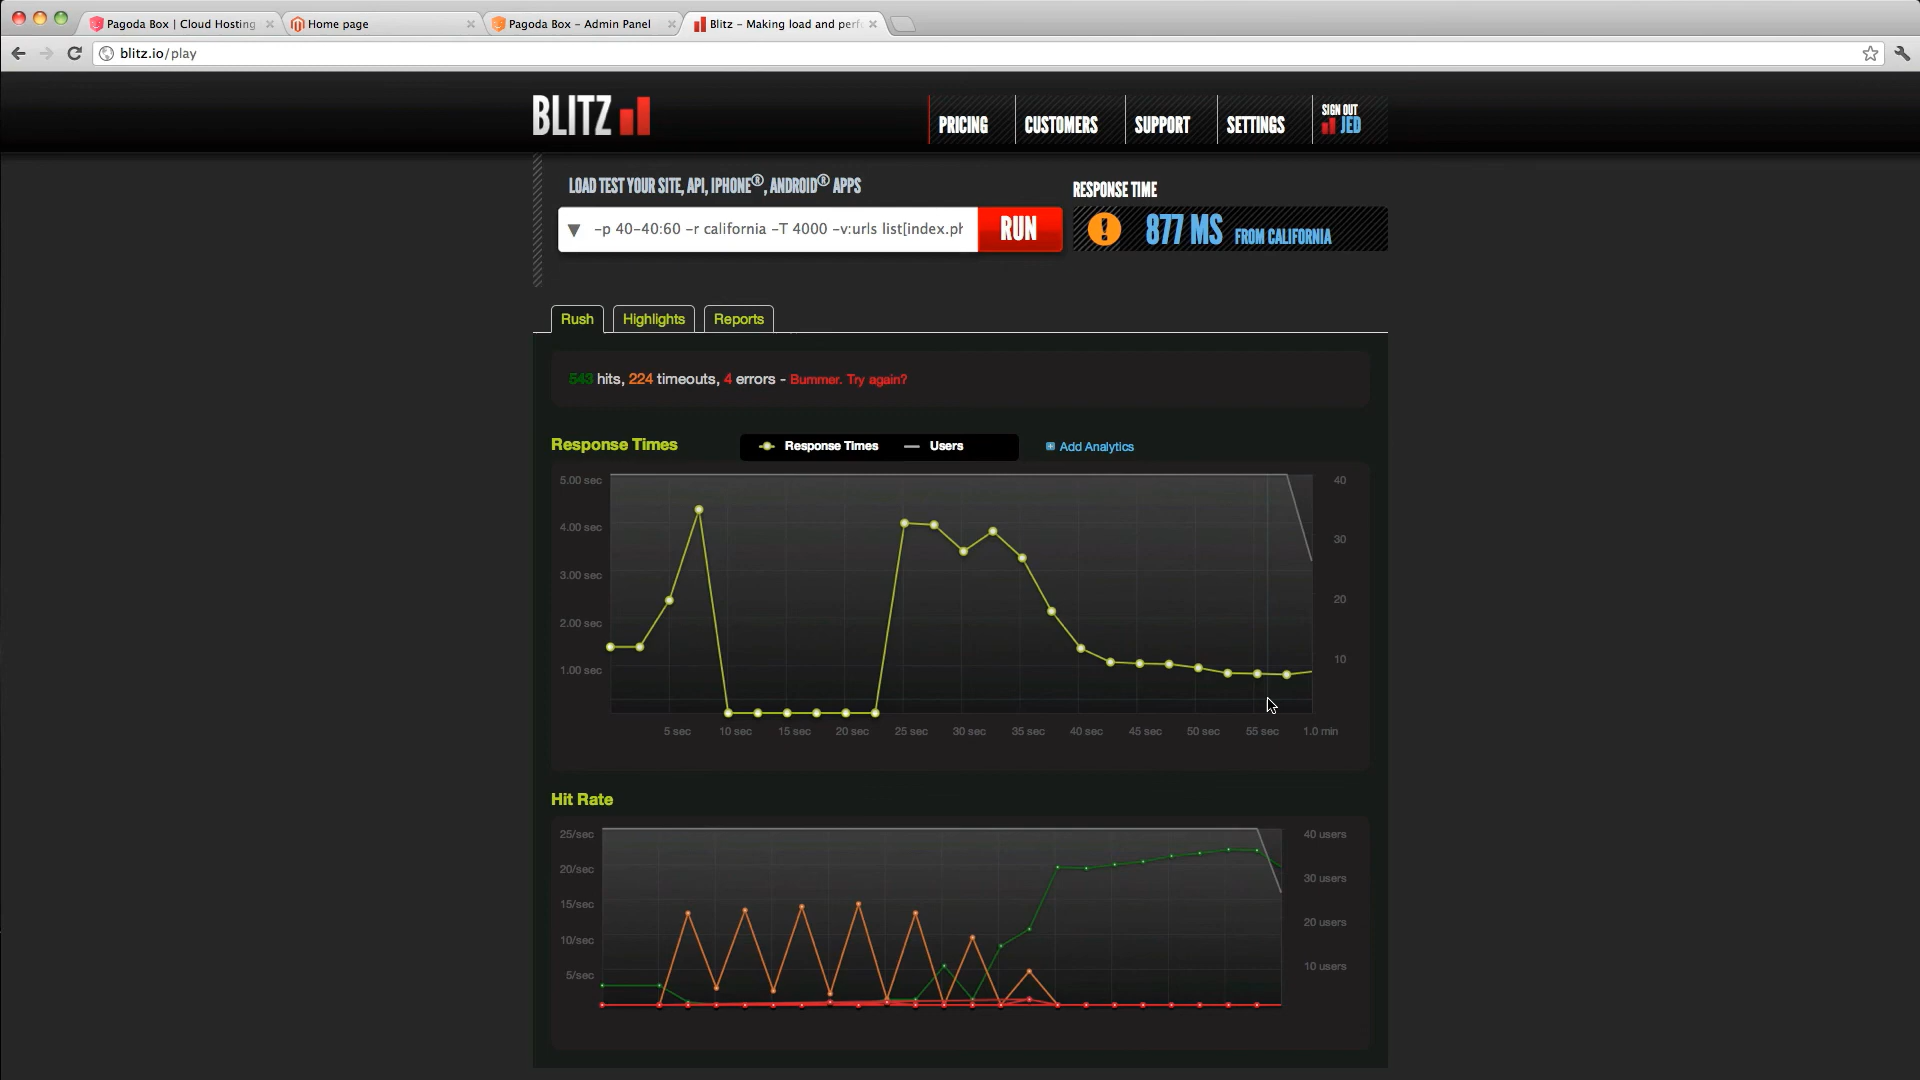 Pagoda Box | Cloud Hosting
Home page
Pagoda Box – Admin Panel
Blitz – Making load and perf
blitz.io/play
BLITZ
PRICING
CUSTOMERS
SUPPORT
SETTINGS
SIGN OUT
JED
LOAD TEST YOUR SITE, API, IPHONE®, ANDROID® APPS
RESPONSE TIME
-p 40-40:60 -r california -T 4000 -v:urls list[index.ph
RUN
877 MS FROM CALIFORNIA
Rush
Highlights
Reports
543 hits, 224 timeouts, 4 errors - Bummer. Try again?
Response Times
Response Times
Users
Add Analytics
5.00 sec
4.00 sec
3.00 sec
2.00 sec
1.00 sec
40
30
20
10
5 sec
10 sec
15 sec
20 sec
25 sec
30 sec
35 sec
40 sec
45 sec
50 sec
55 sec
1.0 min
Hit Rate
25/sec
20/sec
15/sec
10/sec
5/sec
40 users
30 users
20 users
10 users